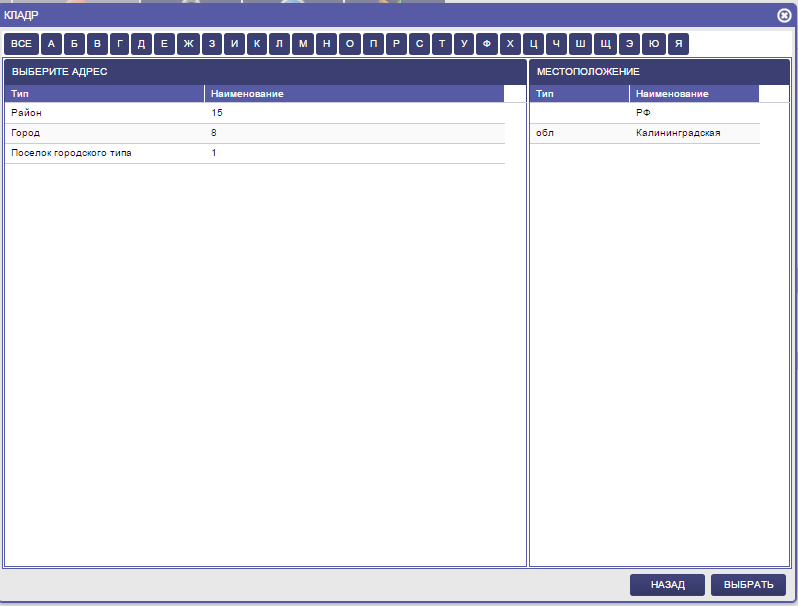 КЛАДР
ВСЕ А Б В Г Д Е Ж З И К Л М Н О П Р С Т У Ф Х Ц Ч Ш Щ Э Ю Я
ВЫБЕРИТЕ АДРЕС
Тип Наименование
Район 15
Город 8
Поселок городского типа 1
МЕСТОПОЛОЖЕНИЕ
Тип Наименование
РФ
обл Калининградская
НАЗАД ВЫБРАТЬ